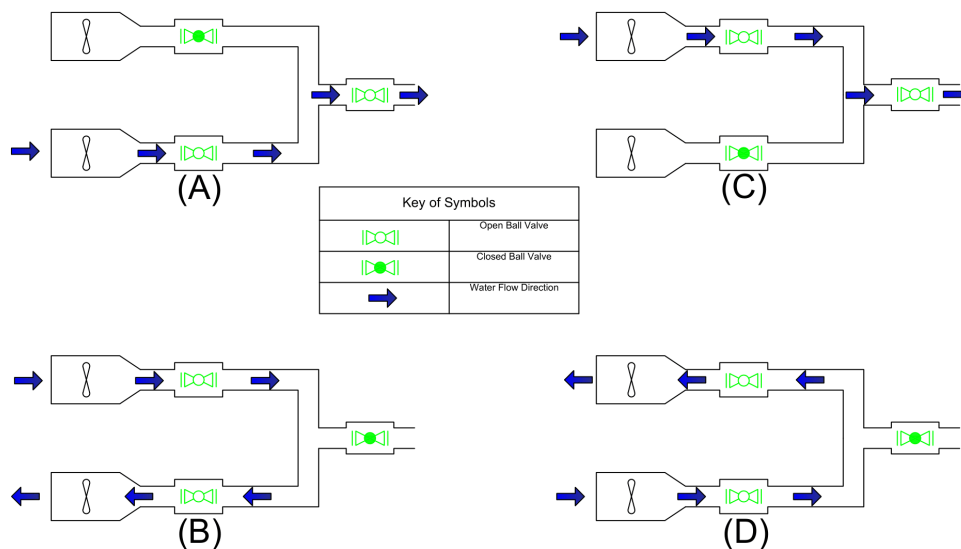 (A)
(C)
Key of Symbols
Open Ball Valve
Closed Ball Valve
Water Flow Direction
(B)
(D)